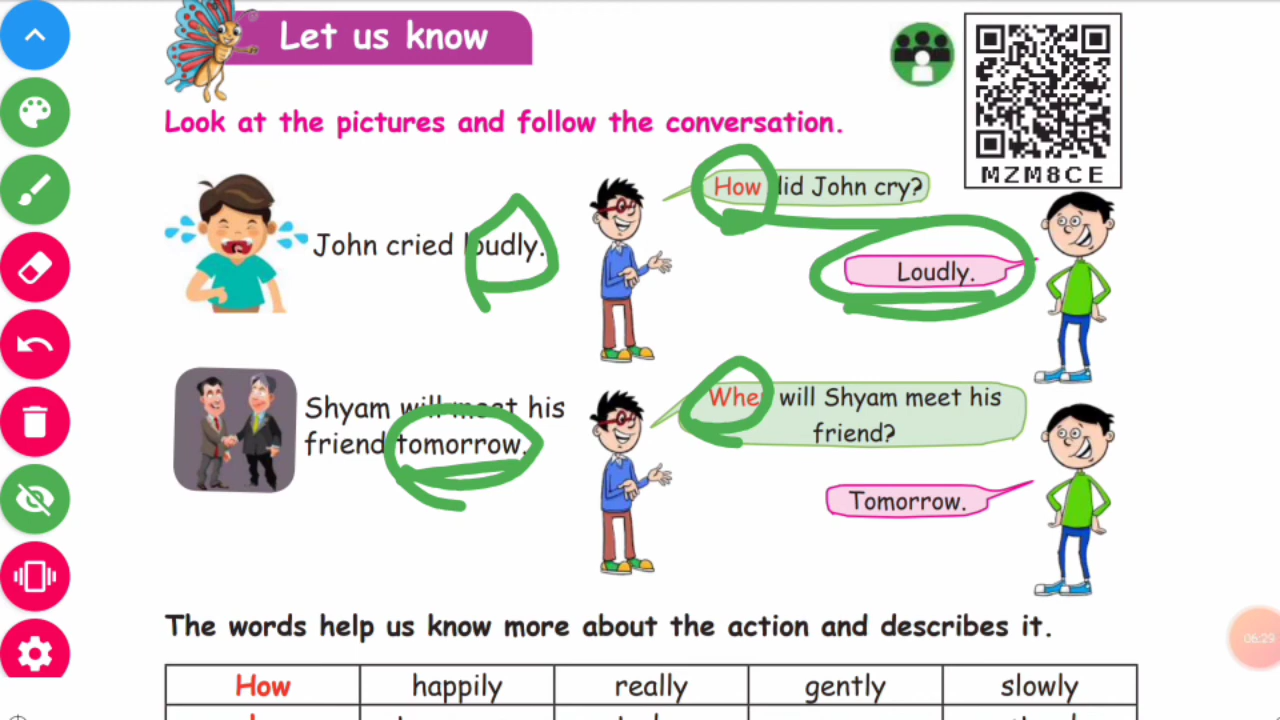 Let us know
MZM8CE
Look at the pictures and follow the conversation.
How did John cry?
John cried loudly.
Loudly.
Shyam will meet his
friend tomorrow.
When will Shyam meet his
friend?
Tomorrow.
The words help us know more about the action and describes it.
How happily really gently slowly
06:29